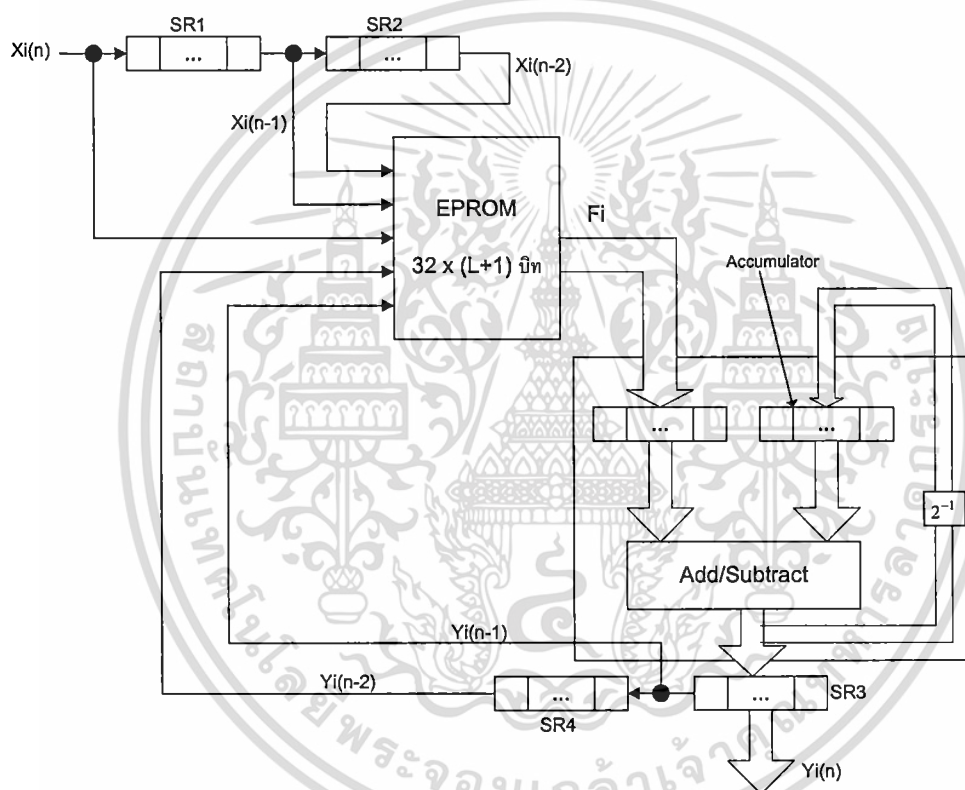 SR1
SR2
Xi(n)
...
...
Xi(n-2)
Xi(n-1)
EPROM
32 x (L+1) บิท
Fi
Accumulator
...
...
2⁻¹
Add/Subtract
Yi(n-1)
Yi(n-2)
...
SR4
...
SR3
Yi(n)